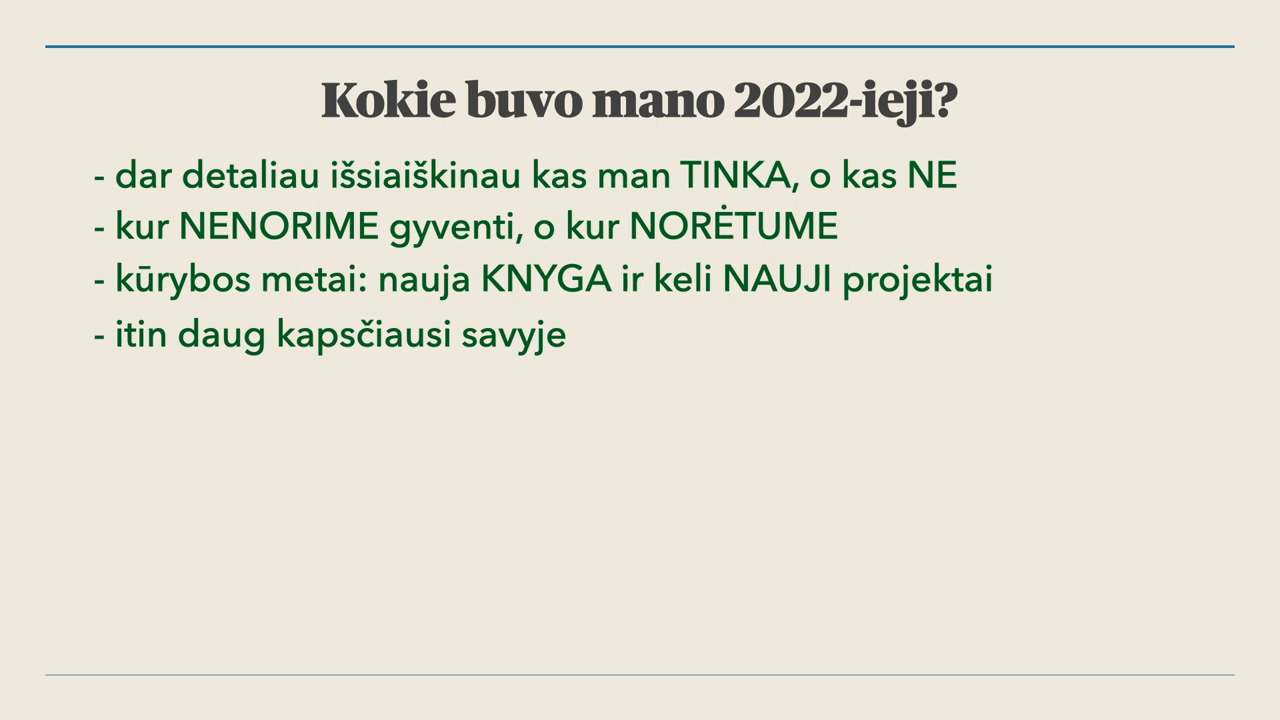 Kokie buvo mano 2022-ieji?
- dar detaliau išsiaiškinau kas man TINKA, o kas NE
- kur NENORIME gyventi, o kur NORĖTUME
- kūrybos metai: nauja KNYGA ir keli NAUJI projektai
- itin daug kapsčiausi savyje